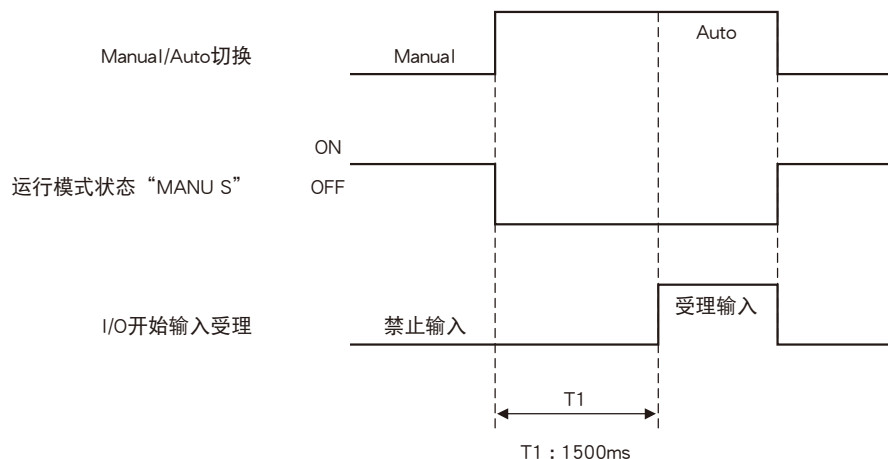 Manual/Auto切换
Manual
Auto
ON
运行模式状态“MANU S”
OFF
I/O开始输入受理
禁止输入
受理输入
T1
T1：1500ms